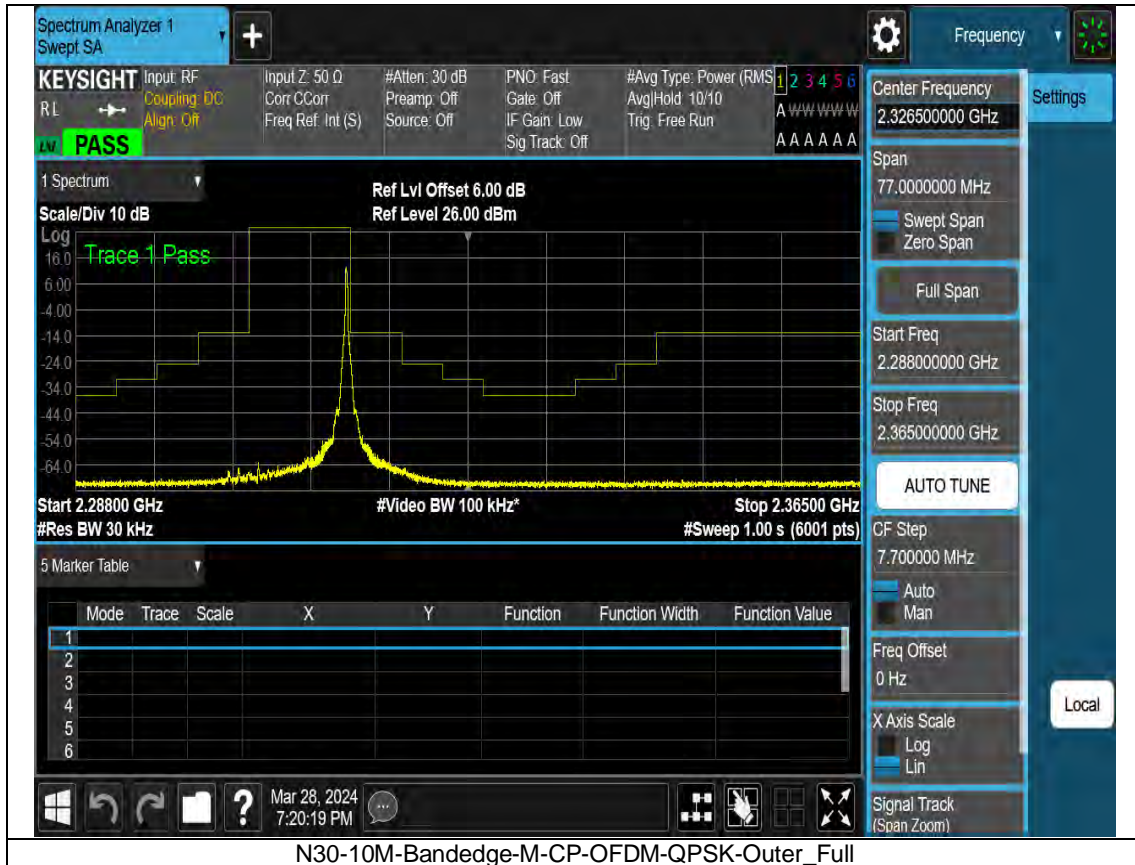 Spectrum Analyzer 1
Swept SA
+
Frequency
KEYSIGHT
Input: RF
Input Z: 50 Ω
#Atten: 30 dB
PNO: Fast
#Avg Type: Power (RMS
1 2 3 4 5 6
R L
Coupling: DC
Corr CCorr
Preamp: Off
Gate: Off
Avg|Hold: 10/10
A W W W W W
Align: Off
Freq Ref: Int (S)
Source: Off
IF Gain: Low
Trig: Free Run
PASS
Sig Track: Off
A A A A A A
Settings
Center Frequency
2.326500000 GHz
Span
77.0000000 MHz
Swept Span
Zero Span
Full Span
Start Freq
2.288000000 GHz
Stop Freq
2.365000000 GHz
AUTO TUNE
CF Step
7.700000 MHz
Auto
Man
Freq Offset
0 Hz
X Axis Scale
Log
Lin
Signal Track
(Span Zoom)
Local
1 Spectrum
Ref Lvl Offset 6.00 dB
Scale/Div 10 dB
Ref Level 26.00 dBm
Log
Trace 1 Pass
16.0
6.00
-4.00
-14.0
-24.0
-34.0
-44.0
-54.0
-64.0
Start 2.28800 GHz
#Video BW 100 kHz*
Stop 2.36500 GHz
#Res BW 30 kHz
#Sweep 1.00 s (6001 pts)
5 Marker Table
Mode Trace Scale X Y Function Function Width Function Value
1
2
3
4
5
6
?
Mar 28, 2024
7:20:19 PM
N30-10M-Bandedge-M-CP-OFDM-QPSK-Outer_Full